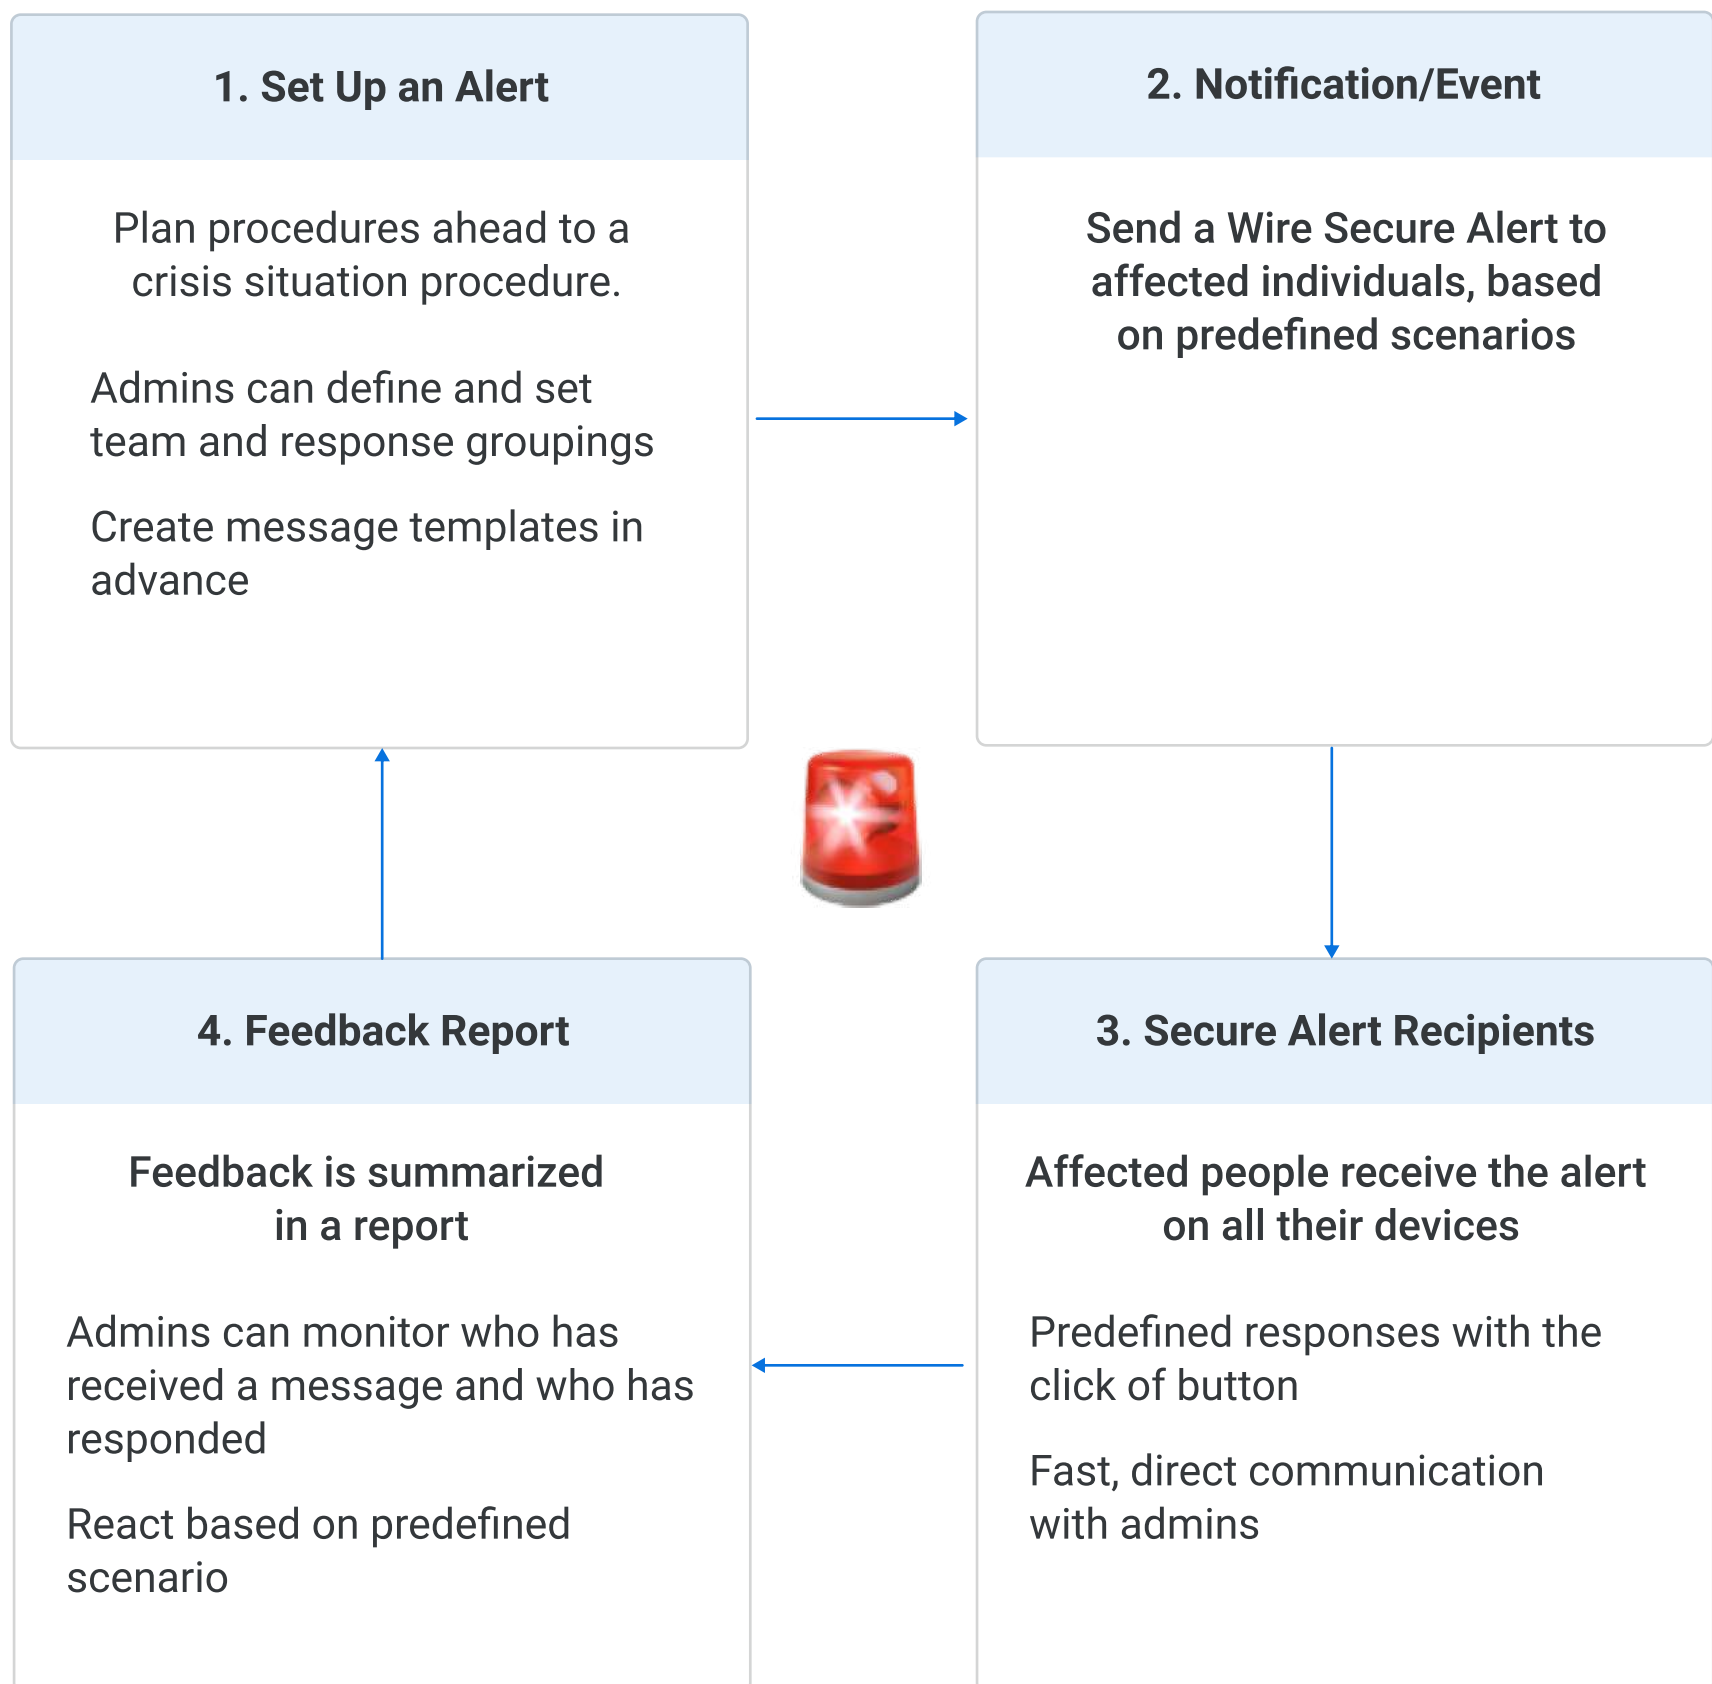 1. Set Up an Alert
Plan procedures ahead to a
crisis situation procedure.
Admins can define and set
team and response groupings
Create message templates in
advance
2. Notification/Event
Send a Wire Secure Alert to
affected individuals, based
on predefined scenarios
3. Secure Alert Recipients
Affected people receive the alert
on all their devices
Predefined responses with the
click of button
Fast, direct communication
with admins
4. Feedback Report
Feedback is summarized
in a report
Admins can monitor who has
received a message and who has
responded
React based on predefined
scenario